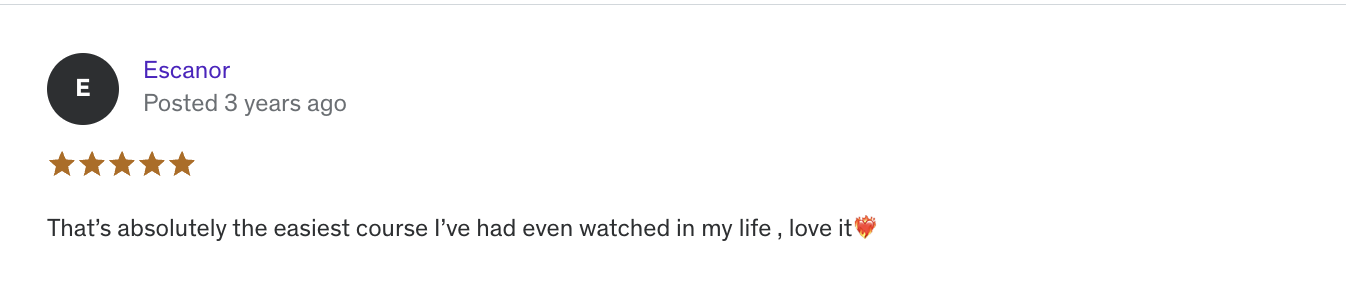 E
Escanor
Posted 3 years ago
That’s absolutely the easiest course I’ve had even watched in my life , love it❤️‍🔥